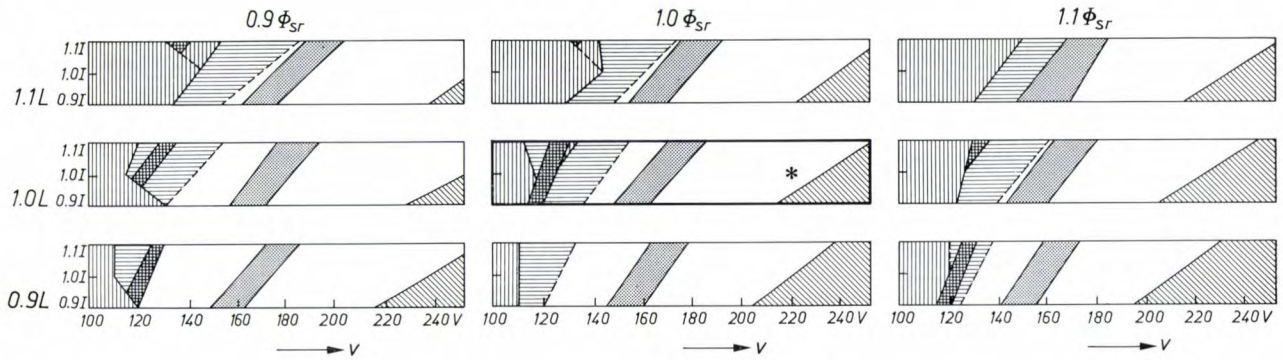 0.9 Φsr 1.0 Φsr 1.1 Φsr
1.1I
1.0I
1.1L 0.9I
1.1I
1.0I
1.0L 0.9I *
1.1I
1.0I
0.9L 0.9I
100 120 140 160 180 200 220 240 V 100 120 140 160 180 200 220 240 V 100 120 140 160 180 200 220 240 V
V V V